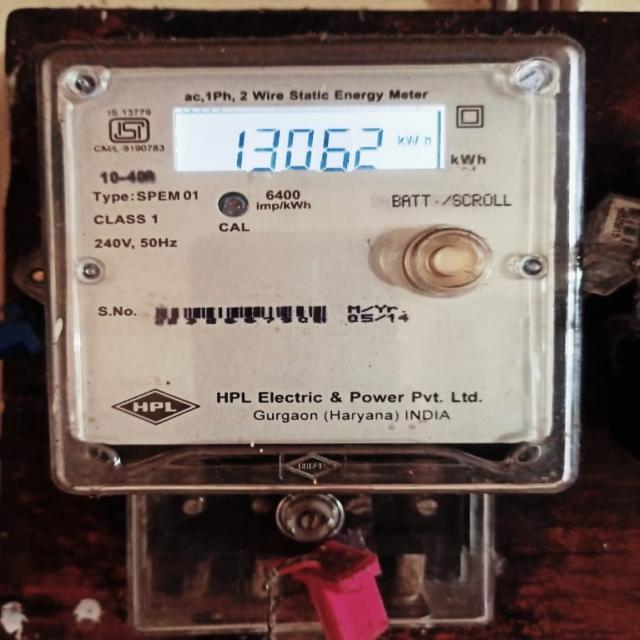 ac,1Ph, 2 Wire Static Energy Meter
IS 13779
ISI
CM/L-9190783
13062 kWh
kWh
10-40A
Type:SPEM 01
CLASS 1
240V, 50Hz
CAL
6400
imp/kWh
BATT./SCROLL
S.No.
M/Yr
05/14
HPL
HPL Electric & Power Pvt. Ltd.
Gurgaon (Haryana) INDIA